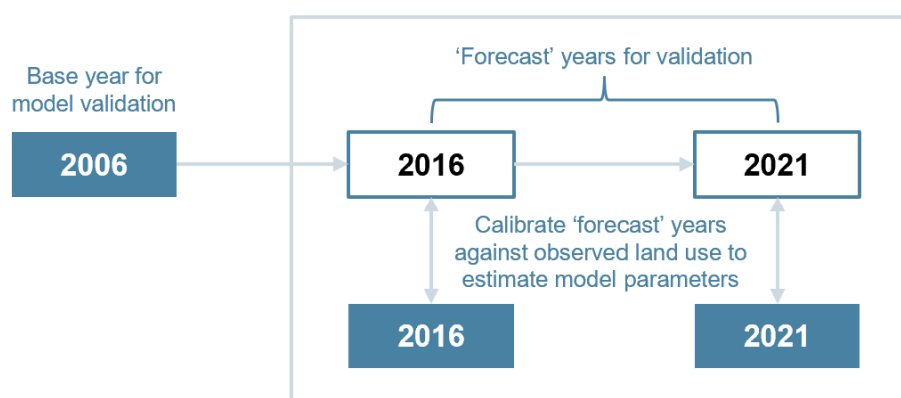 ‘Forecast’ years for validation
Base year for
model validation
2006
2016
2021
Calibrate ‘forecast’ years
against observed land use to
estimate model parameters
2016
2021